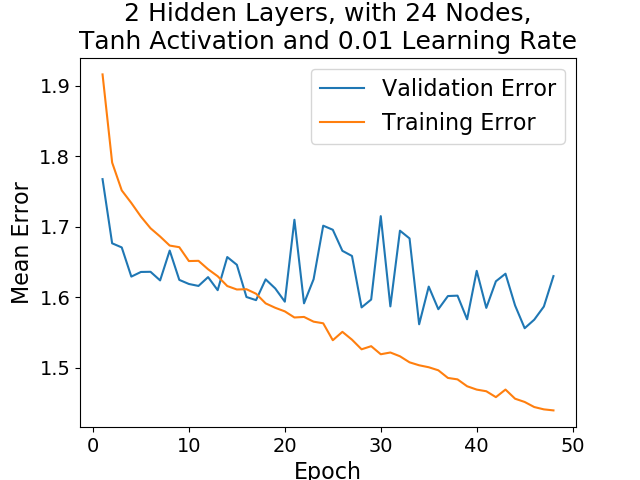 2 Hidden Layers, with 24 Nodes,
Tanh Activation and 0.01 Learning Rate
Validation Error
Training Error
Mean Error
1.9
1.8
1.7
1.6
1.5
0 10 20 30 40 50
Epoch